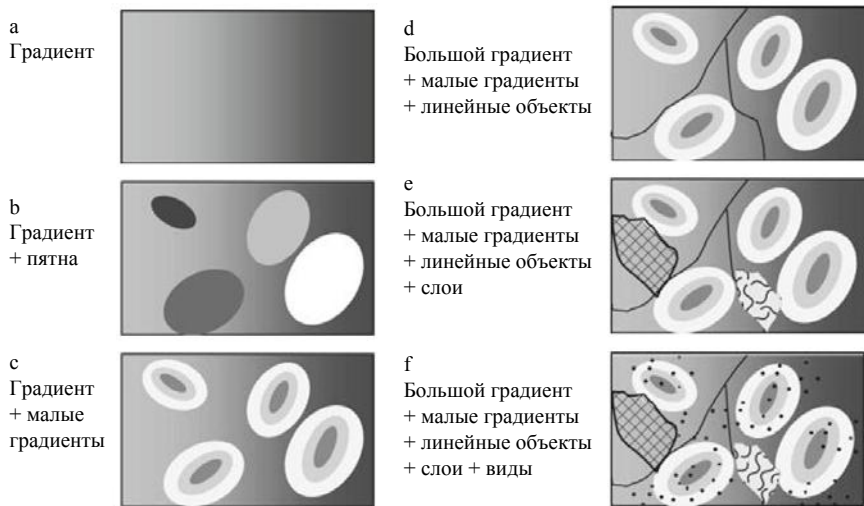 a
Градиент
b
Градиент
+ пятна
c
Градиент
+ малые
градиенты
d
Большой градиент
+ малые градиенты
+ линейные объекты
e
Большой градиент
+ малые градиенты
+ линейные объекты
+ слои
f
Большой градиент
+ малые градиенты
+ линейные объекты
+ слои + виды